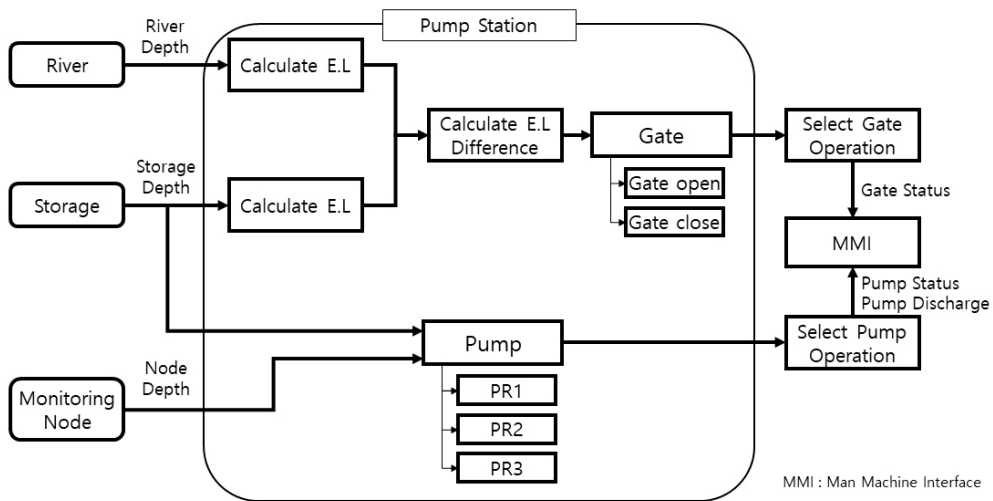 Pump Station
River
Depth
River
Calculate E.L
Calculate E.L
Difference
Gate
Select Gate
Operation
Gate open
Gate close
Gate Status
Storage
Depth
Storage
Calculate E.L
MMI
Pump Status
Pump Discharge
Pump
Select Pump
Operation
Node
Depth
Monitoring
Node
PR1
PR2
PR3
MMI : Man Machine Interface